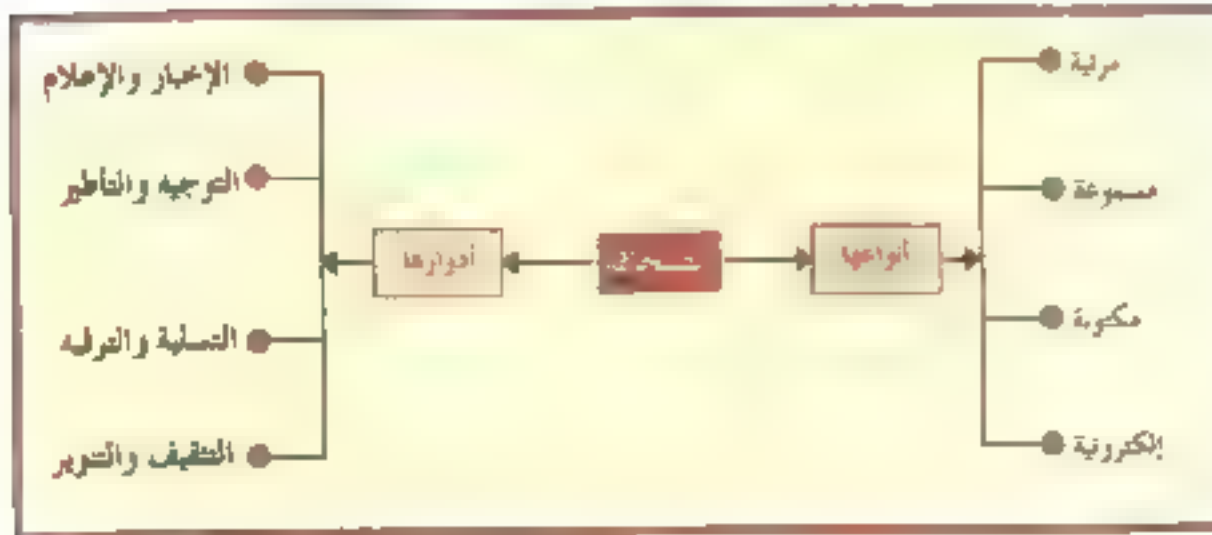 مرئية
مسموعة
مكتوبة
إلكترونية
أنواعها
أدوارها
الإخبار والإعلام
التوجيه والتأطير
التسلية والترفيه
التثقيف والتنوير